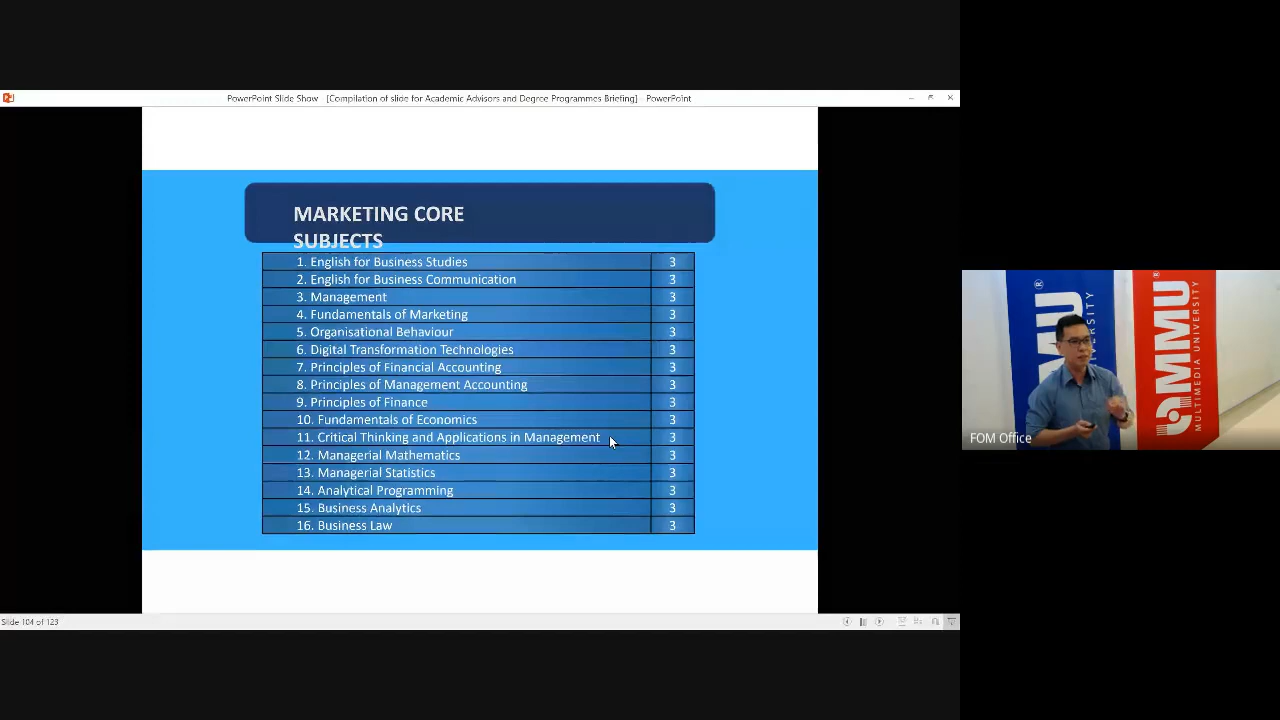 PowerPoint Slide Show - [Compilation of slide for Academic Advisors and Degree Programmes Briefing] - PowerPoint
MARKETING CORE
SUBJECTS
1. English for Business Studies 3
2. English for Business Communication 3
3. Management 3
4. Fundamentals of Marketing 3
5. Organisational Behaviour 3
6. Digital Transformation Technologies 3
7. Principles of Financial Accounting 3
8. Principles of Management Accounting 3
9. Principles of Finance 3
10. Fundamentals of Economics 3
11. Critical Thinking and Applications in Management 3
12. Managerial Mathematics 3
13. Managerial Statistics 3
14. Analytical Programming 3
15. Business Analytics 3
16. Business Law 3
Slide 104 of 123
MMU
VERSITY
MMU
MULTIMEDIA UNIVERSITY
FOM Office